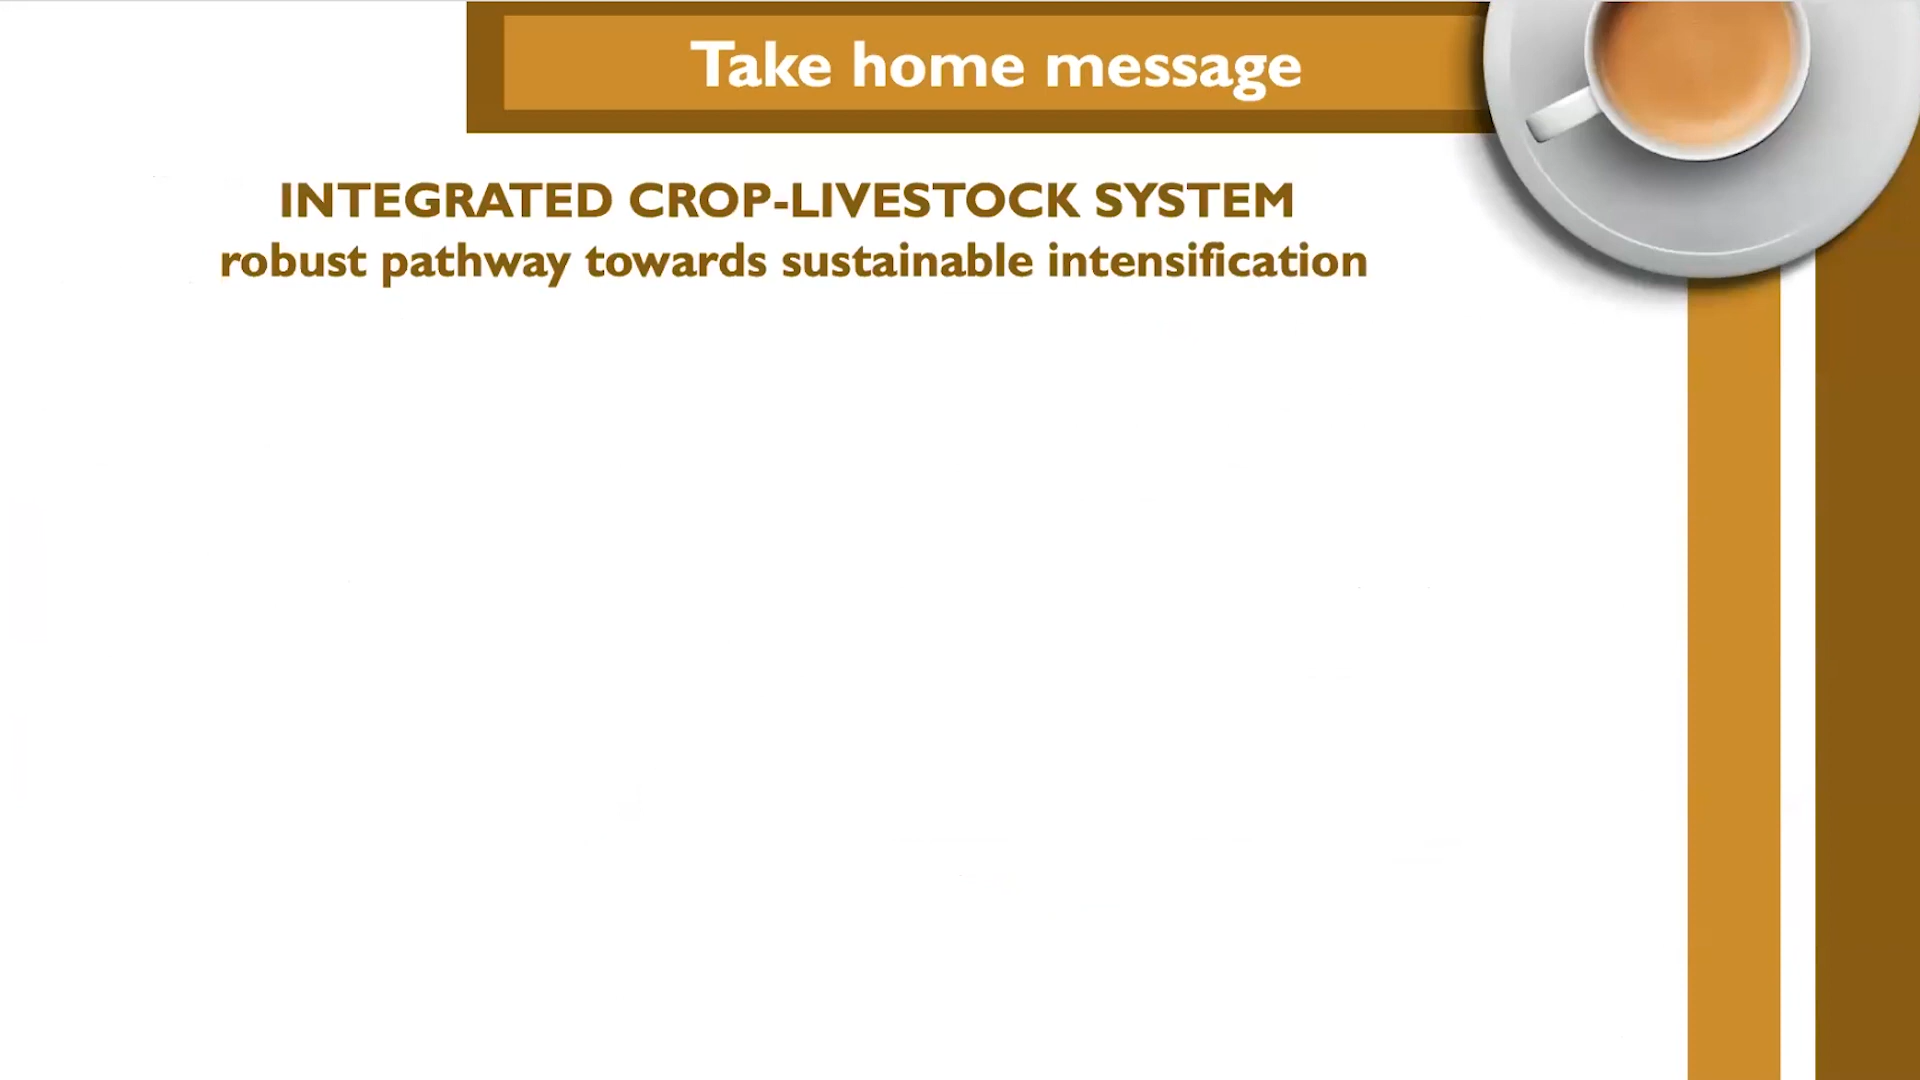 Take home message
INTEGRATED CROP-LIVESTOCK SYSTEM
robust pathway towards sustainable intensification